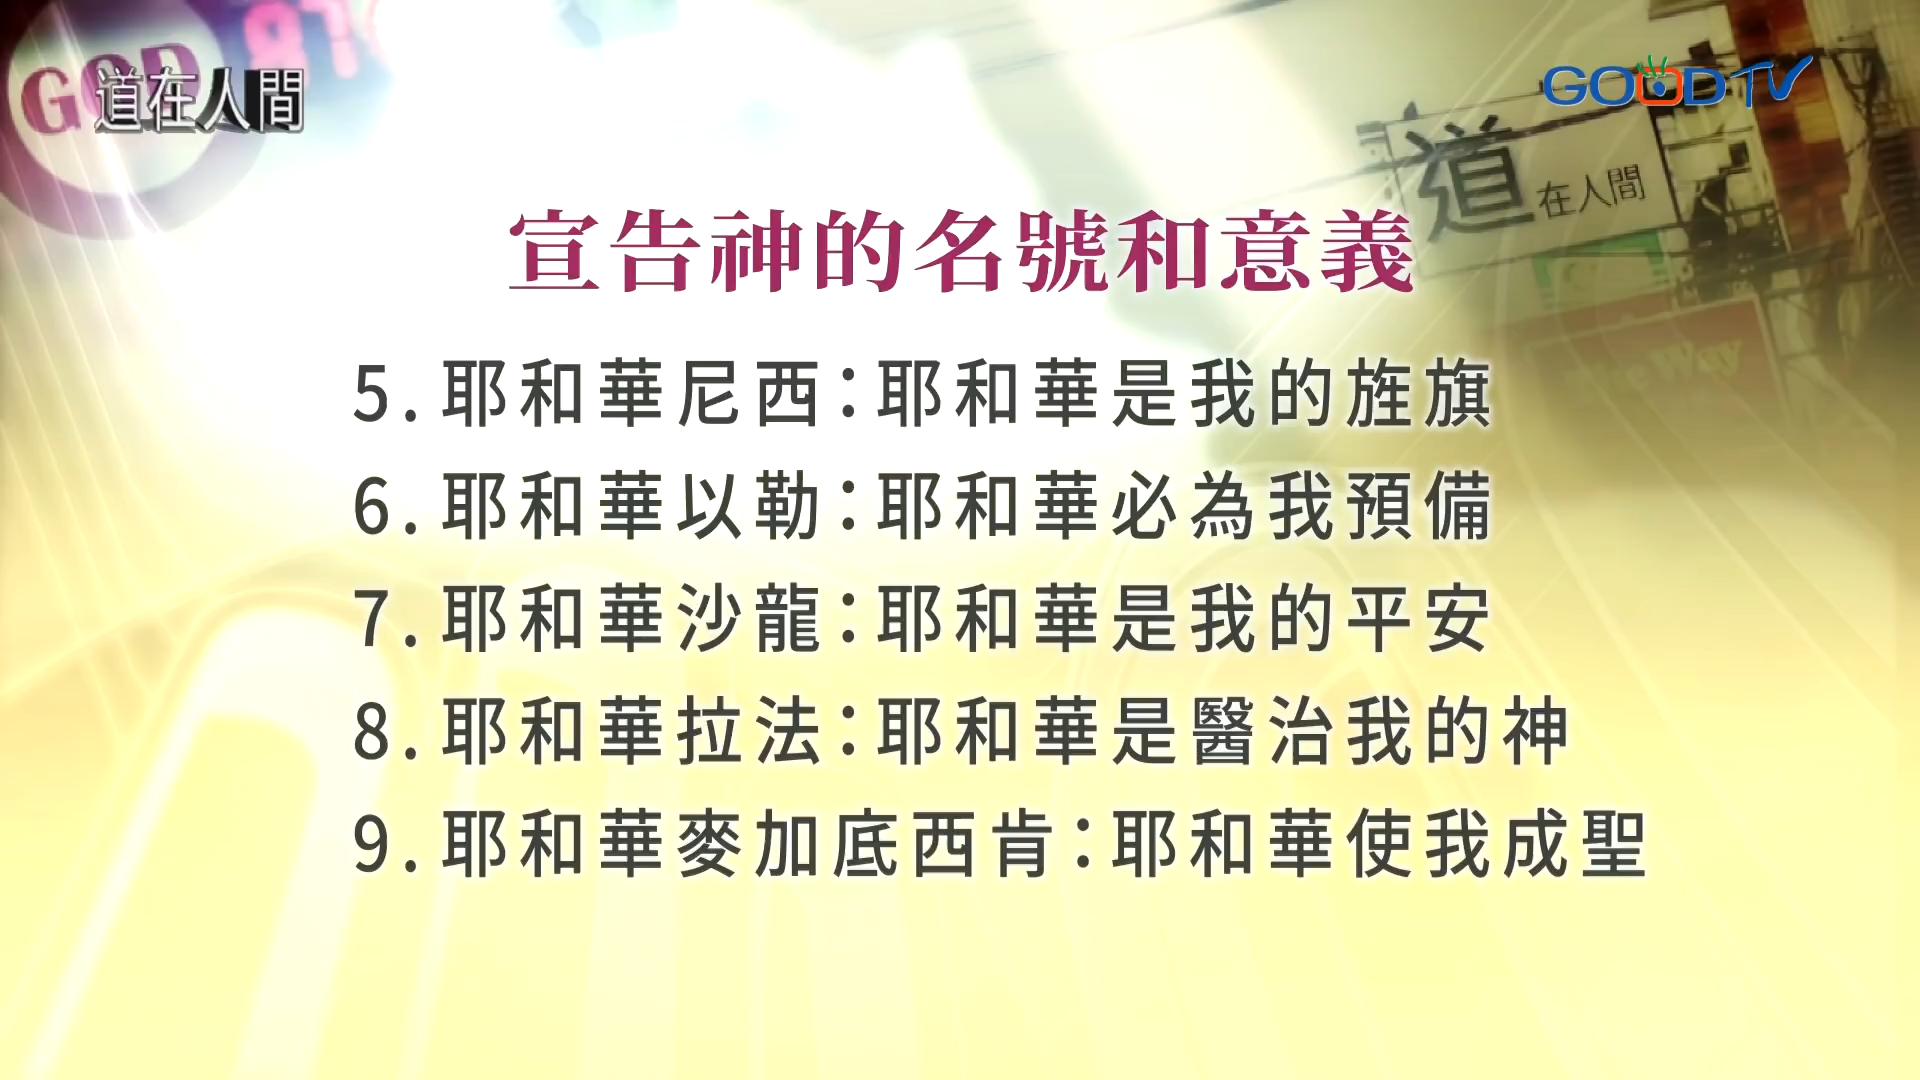 GOD
道在人間
GOOD TV
道在人間
宣告神的名號和意義
5.耶和華尼西：耶和華是我的旌旗
6.耶和華以勒：耶和華必為我預備
7.耶和華沙龍：耶和華是我的平安
8.耶和華拉法：耶和華是醫治我的神
9.耶和華麥加底西肯：耶和華使我成聖